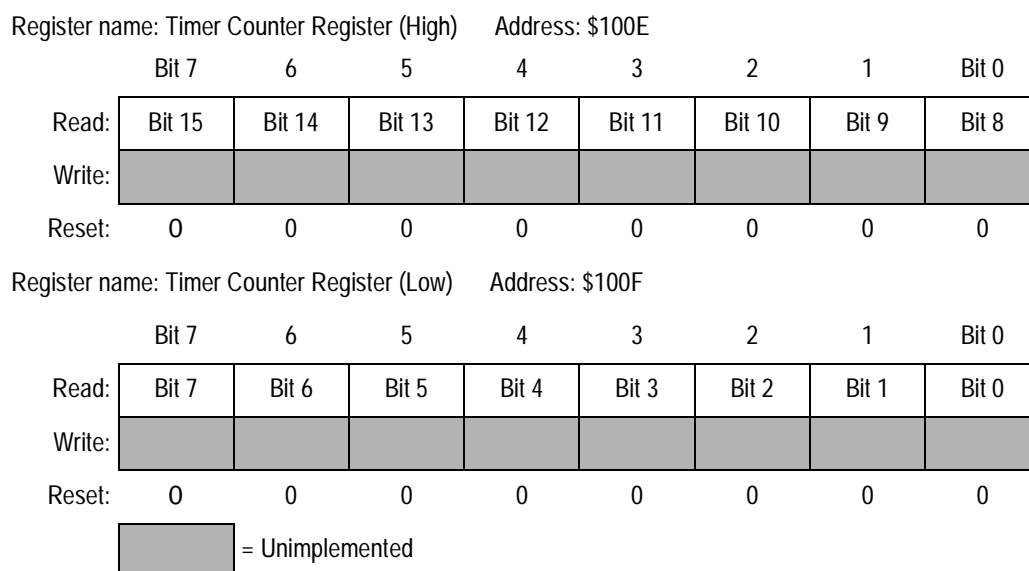 Register name: Timer Counter Register (High) Address: $100E
Bit 7 6 5 4 3 2 1 Bit 0
Read: Bit 15 Bit 14 Bit 13 Bit 12 Bit 11 Bit 10 Bit 9 Bit 8
Write:
Reset: 0 0 0 0 0 0 0 0
Register name: Timer Counter Register (Low) Address: $100F
Bit 7 6 5 4 3 2 1 Bit 0
Read: Bit 7 Bit 6 Bit 5 Bit 4 Bit 3 Bit 2 Bit 1 Bit 0
Write:
Reset: 0 0 0 0 0 0 0 0
= Unimplemented